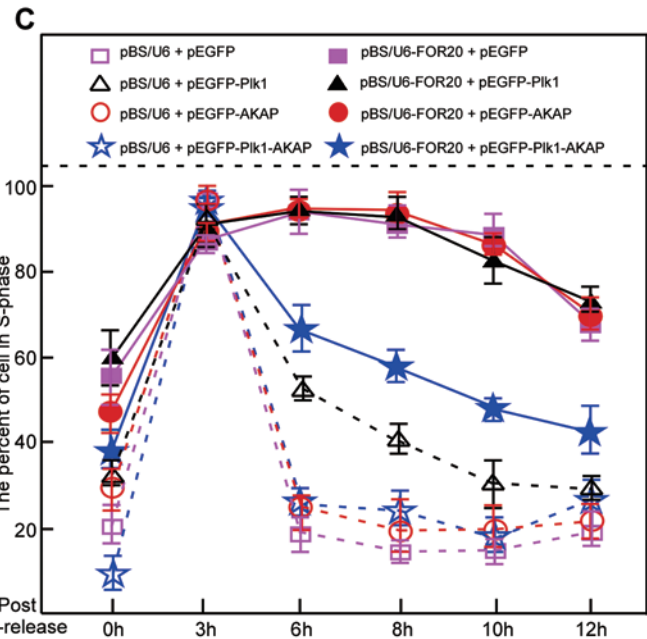 C
pBS/U6 + pEGFP
pBS/U6-FOR20 + pEGFP
pBS/U6 + pEGFP-Plk1
pBS/U6-FOR20 + pEGFP-Plk1
pBS/U6 + pEGFP-AKAP
pBS/U6-FOR20 + pEGFP-AKAP
pBS/U6 + pEGFP-Plk1-AKAP
pBS/U6-FOR20 + pEGFP-Plk1-AKAP
The percent of cell in S-phase
100
80
60
40
20
Post
-release
0h
3h
6h
8h
10h
12h